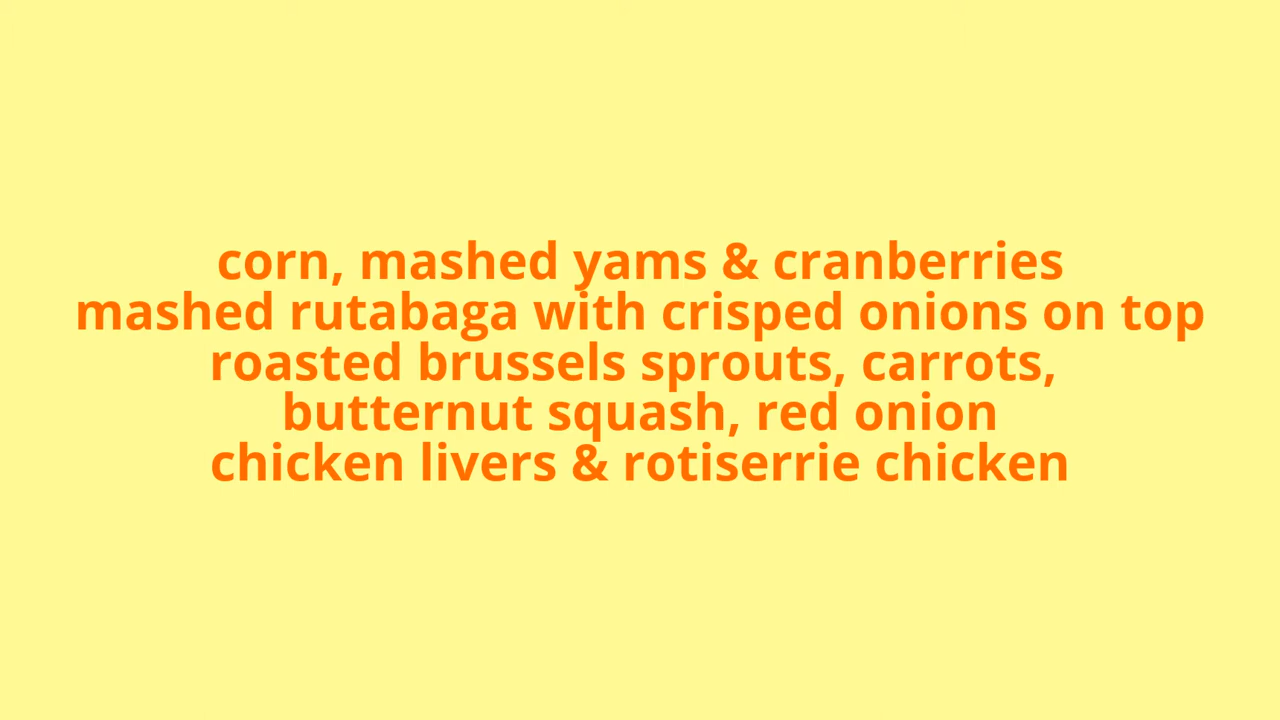 corn, mashed yams & cranberries
mashed rutabaga with crisped onions on top
roasted brussels sprouts, carrots,
butternut squash, red onion
chicken livers & rotiserrie chicken